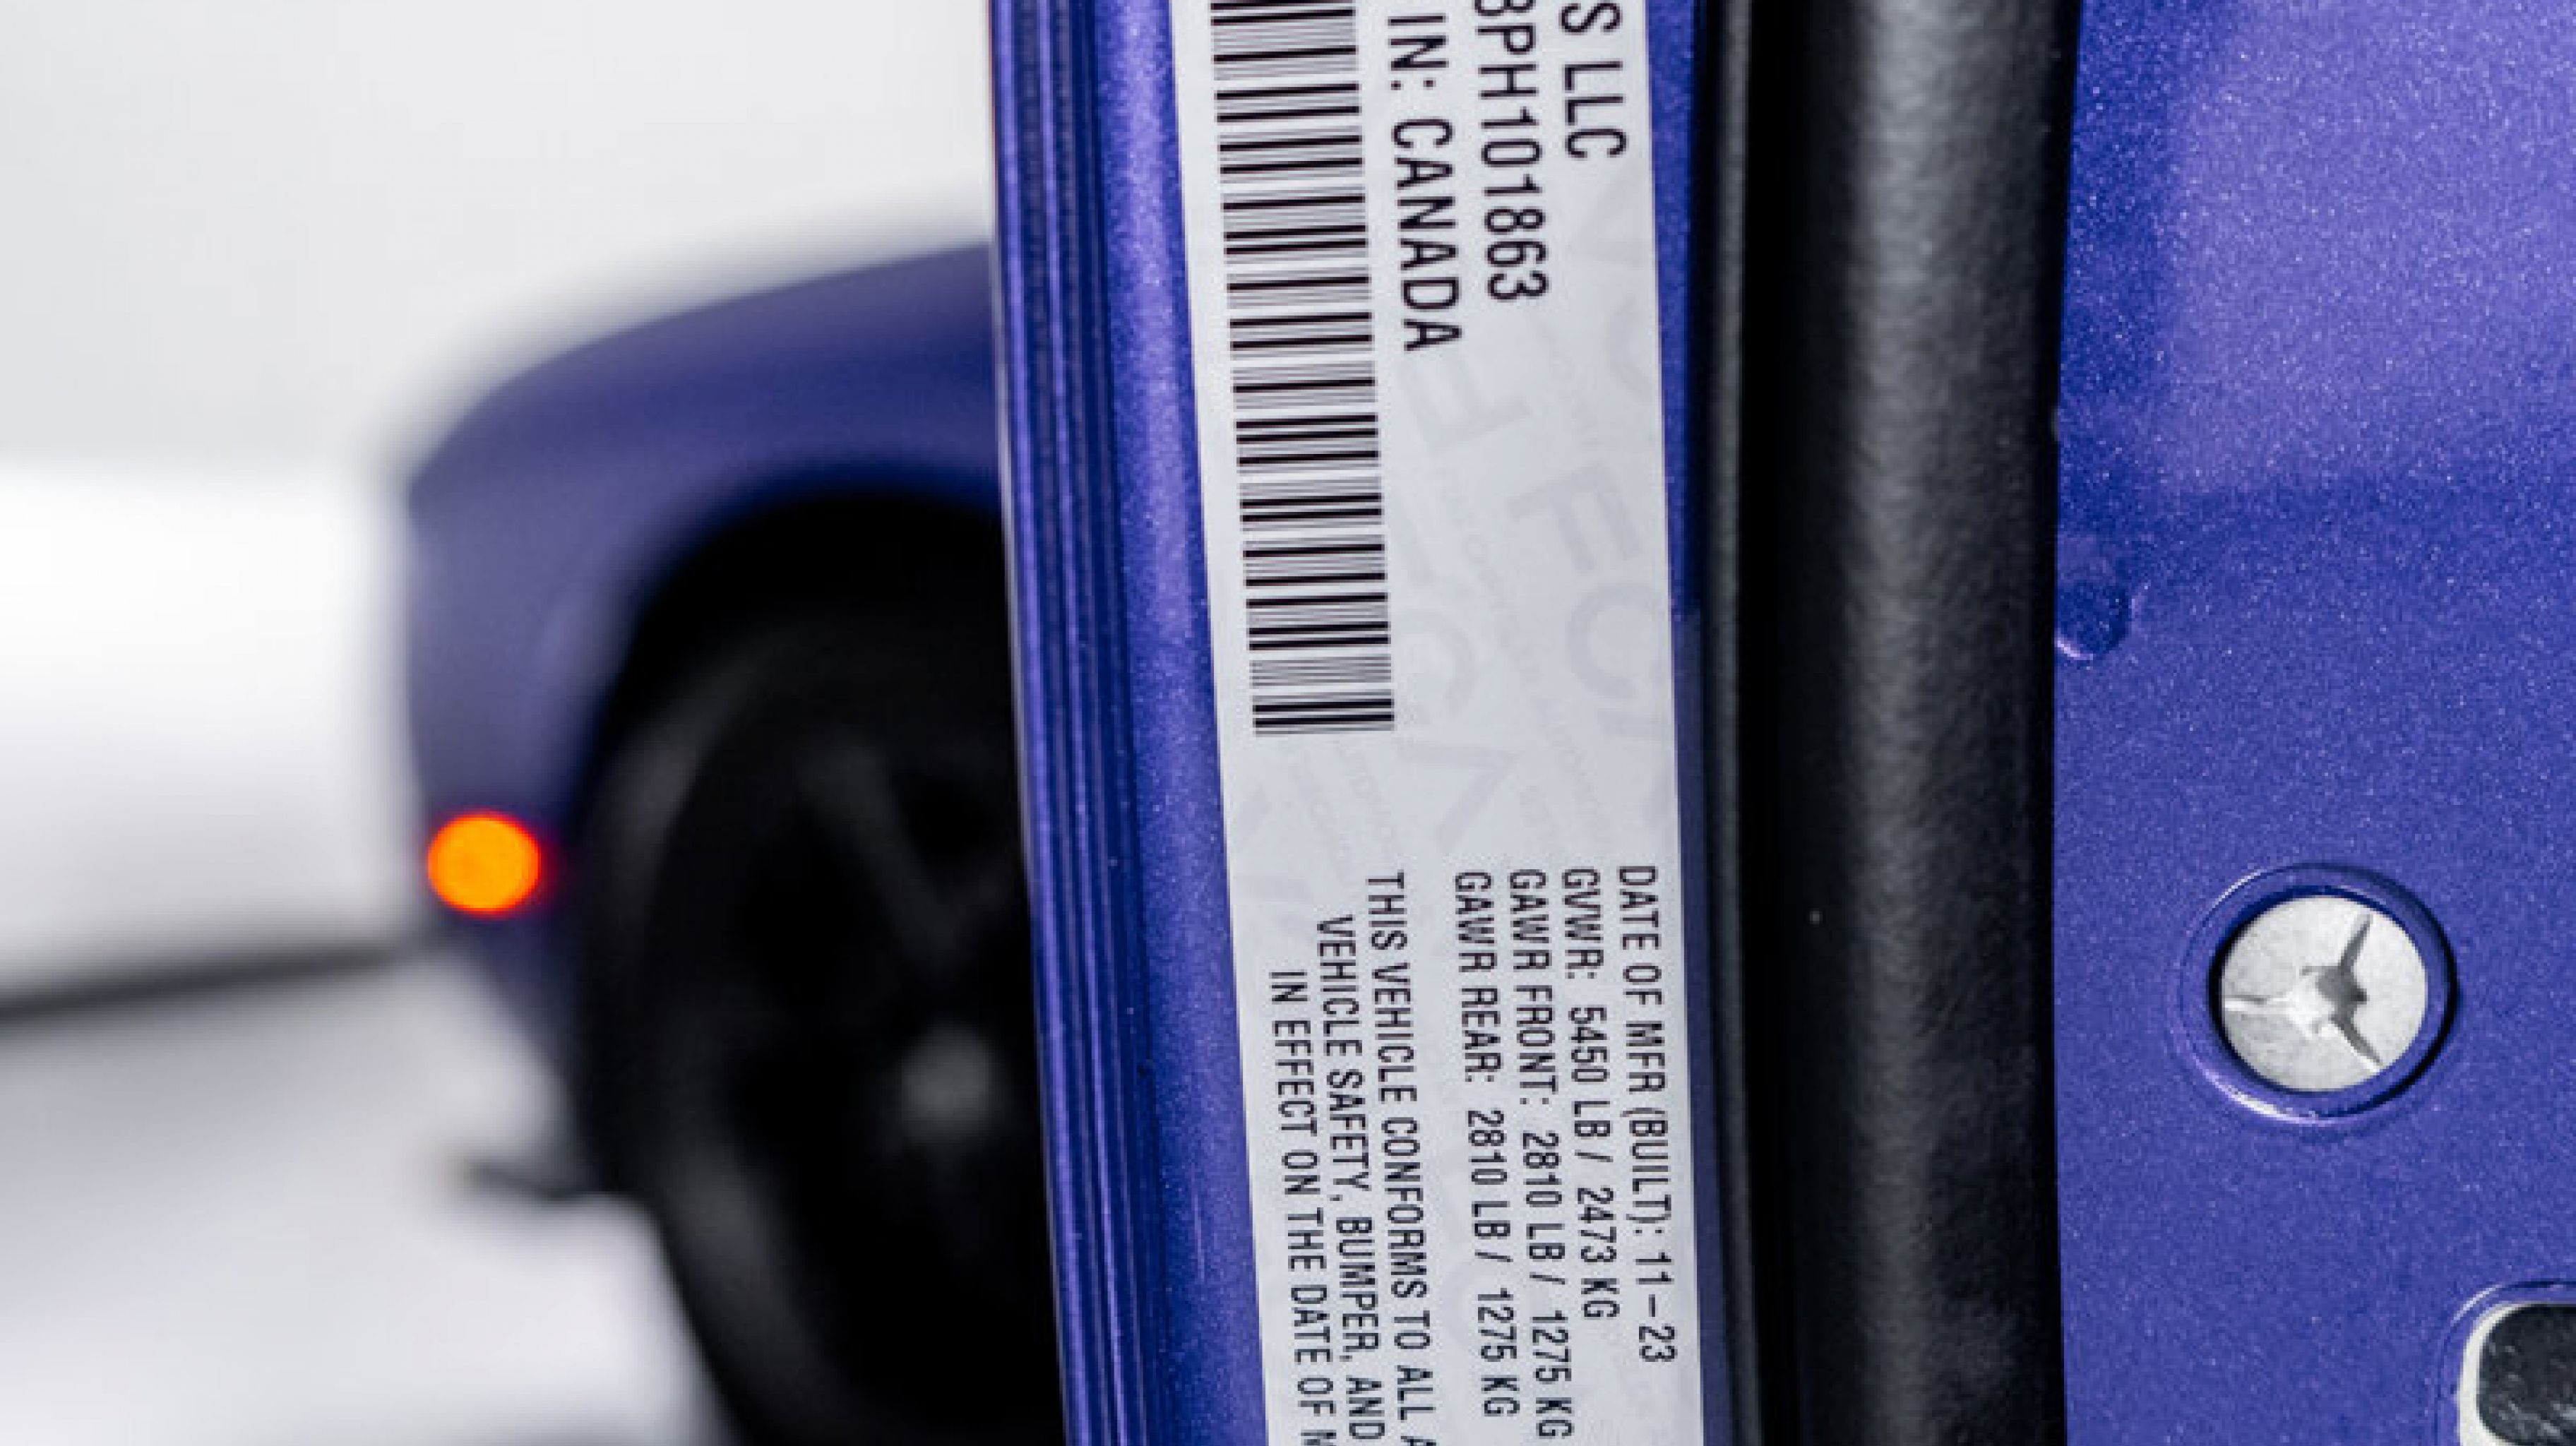 S LLC
BPH101863
IN: CANADA
DATE OF MFR (BUILT): 11-23
GVWR: 5450 LB / 2473 KG
GAWR FRONT: 2810 LB / 1275 KG
GAWR REAR: 2810 LB / 1275 KG
THIS VEHICLE CONFORMS TO ALL A
VEHICLE SAFETY, BUMPER, AND
IN EFFECT ON THE DATE OF M